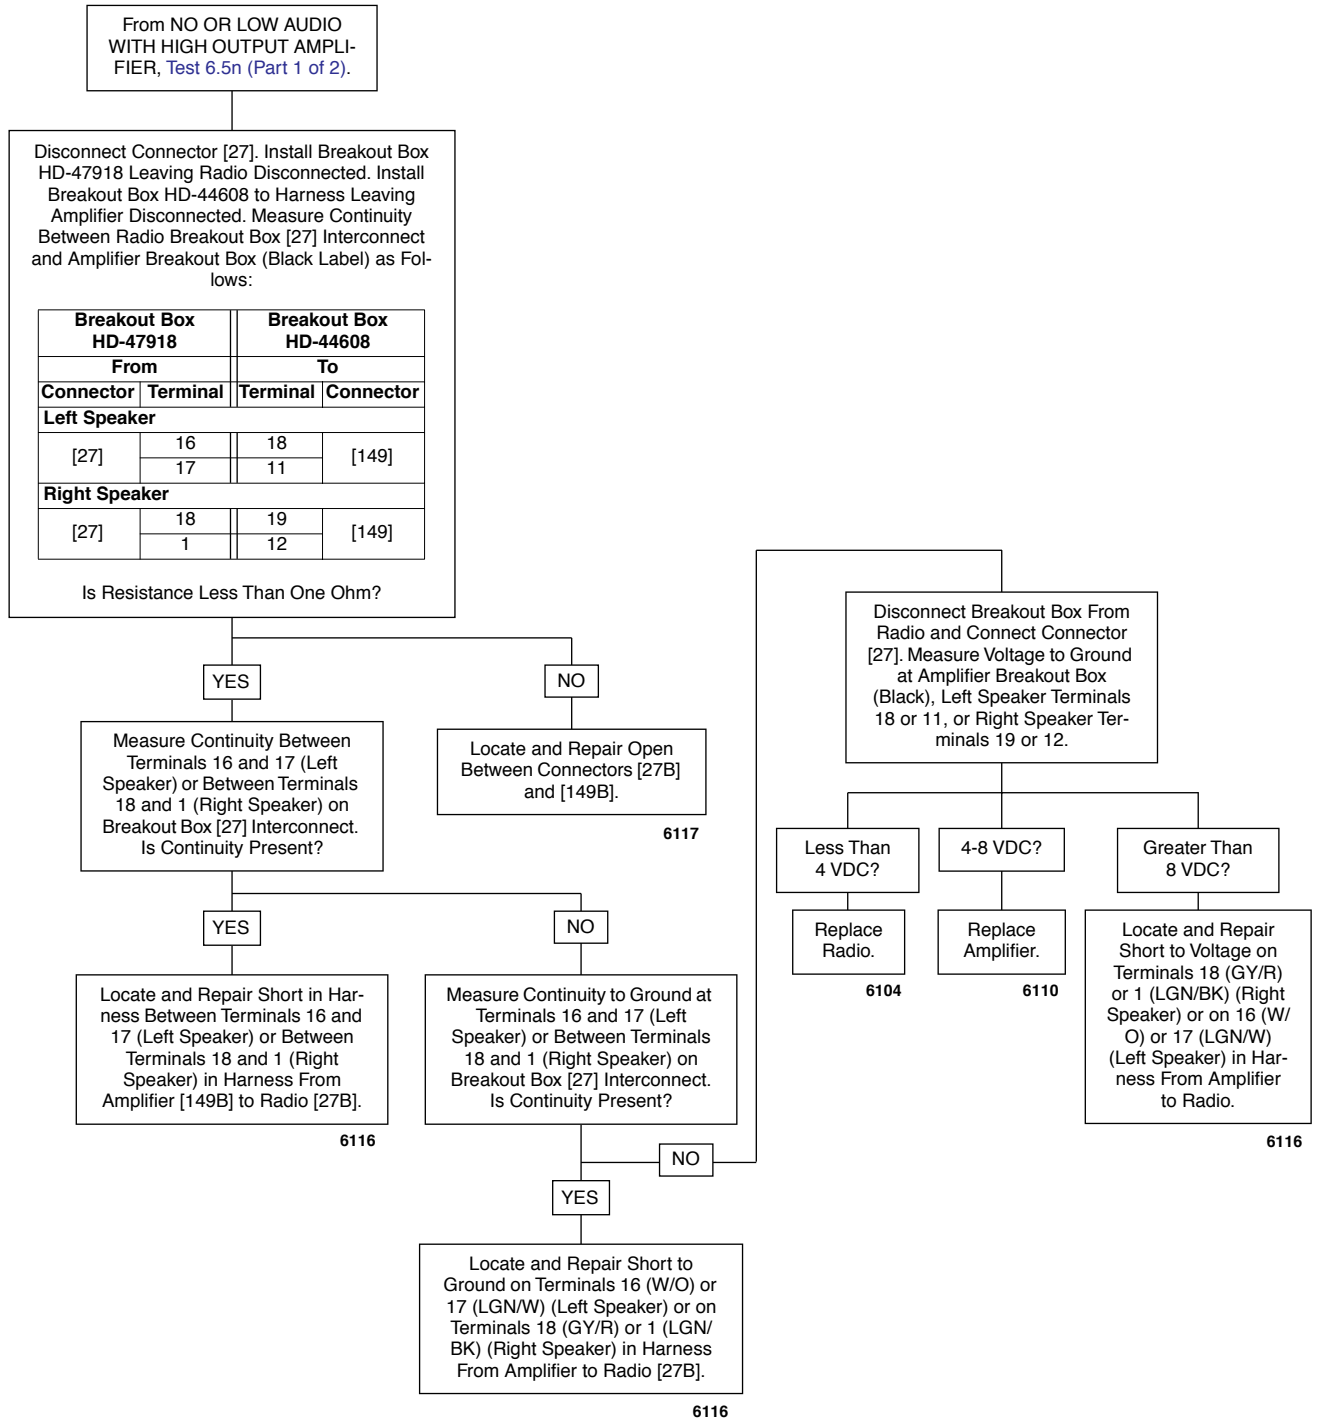 From NO OR LOW AUDIO
WITH HIGH OUTPUT AMPLI-
FIER, Test 6.5n (Part 1 of 2).
Disconnect Connector [27]. Install Breakout Box
HD-47918 Leaving Radio Disconnected. Install
Breakout Box HD-44608 to Harness Leaving
Amplifier Disconnected. Measure Continuity
Between Radio Breakout Box [27] Interconnect
and Amplifier Breakout Box (Black Label) as Fol-
lows:
Breakout Box
HD-47918
Breakout Box
HD-44608
From To
Connector Terminal Terminal Connector
Left Speaker
[27] 16 18 [149]
17 11
Right Speaker
[27] 18 19 [149]
1 12
Is Resistance Less Than One Ohm?
YES
NO
Measure Continuity Between
Terminals 16 and 17 (Left
Speaker) or Between Terminals
18 and 1 (Right Speaker) on
Breakout Box [27] Interconnect.
Is Continuity Present?
Locate and Repair Open
Between Connectors [27B]
and [149B].
6117
YES
NO
Locate and Repair Short in Har-
ness Between Terminals 16 and
17 (Left Speaker) or Between
Terminals 18 and 1 (Right
Speaker) in Harness From
Amplifier [149B] to Radio [27B].
6116
Measure Continuity to Ground at
Terminals 16 and 17 (Left
Speaker) or Between Terminals
18 and 1 (Right Speaker) on
Breakout Box [27] Interconnect.
Is Continuity Present?
NO
YES
Locate and Repair Short to
Ground on Terminals 16 (W/O) or
17 (LGN/W) (Left Speaker) or on
Terminals 18 (GY/R) or 1 (LGN/
BK) (Right Speaker) in Harness
From Amplifier to Radio [27B].
6116
Disconnect Breakout Box From
Radio and Connect Connector
[27]. Measure Voltage to Ground
at Amplifier Breakout Box
(Black), Left Speaker Terminals
18 or 11, or Right Speaker Ter-
minals 19 or 12.
Less Than
4 VDC?
4-8 VDC?
Greater Than
8 VDC?
Replace
Radio.
6104
Replace
Amplifier.
6110
Locate and Repair
Short to Voltage on
Terminals 18 (GY/R)
or 1 (LGN/BK) (Right
Speaker) or on 16 (W/
O) or 17 (LGN/W)
(Left Speaker) in Har-
ness From Amplifier
to Radio.
6116